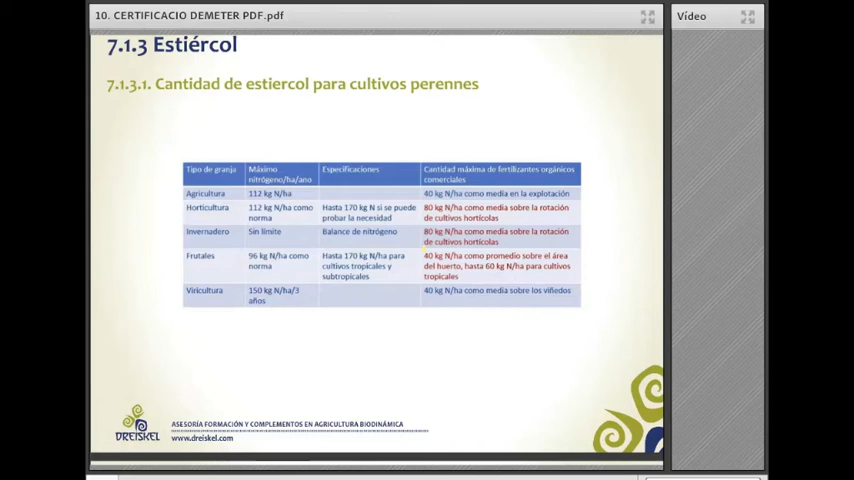 10. CERTIFICACIO DEMETER PDF.pdf
Vídeo
7.1.3 Estiércol
7.1.3.1. Cantidad de estiercol para cultivos perennes
Tipo de granja
Máximo
nitrógeno/ha/ano
Especificaciones
Cantidad máxima de fertilizantes orgánicos
comerciales
Agricultura
112 kg N/ha
40 kg N/ha como media en la explotación
Horticultura
112 kg N/ha como
norma
Hasta 170 kg N si se puede
probar la necesidad
80 kg N/ha como media sobre la rotación
de cultivos hortícolas
Invernadero
Sin límite
Balance de nitrógeno
80 kg N/ha como media sobre la rotación
de cultivos hortícolas
Frutales
96 kg N/ha como
norma
Hasta 170 kg N/ha para
cultivos tropicales y
subtropicales
40 kg N/ha como promedio sobre el área
del huerto, hasta 60 kg N/ha para cultivos
tropicales
Viricultura
150 kg N/ha/3
años
40 kg N/ha como media sobre los viñedos
DREISKEL
ASESORÍA FORMACIÓN Y COMPLEMENTOS EN AGRICULTURA BIODINÁMICA
www.dreiskel.com